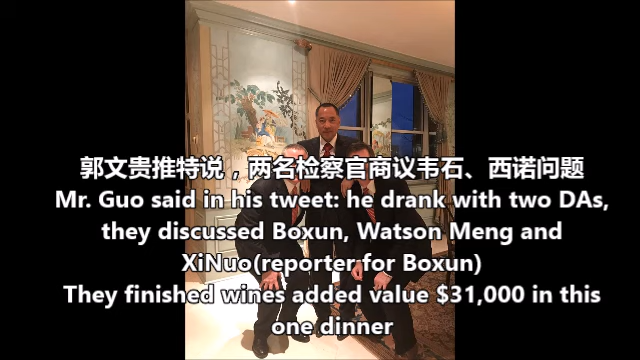 郭文贵推特说，两名检察官商议韦石、西诺问题
Mr. Guo said in his tweet: he drank with two DAs,
they discussed Boxun, Watson Meng and
XiNuo(reporter for Boxun)
They finished wines added value $31,000 in this
one dinner